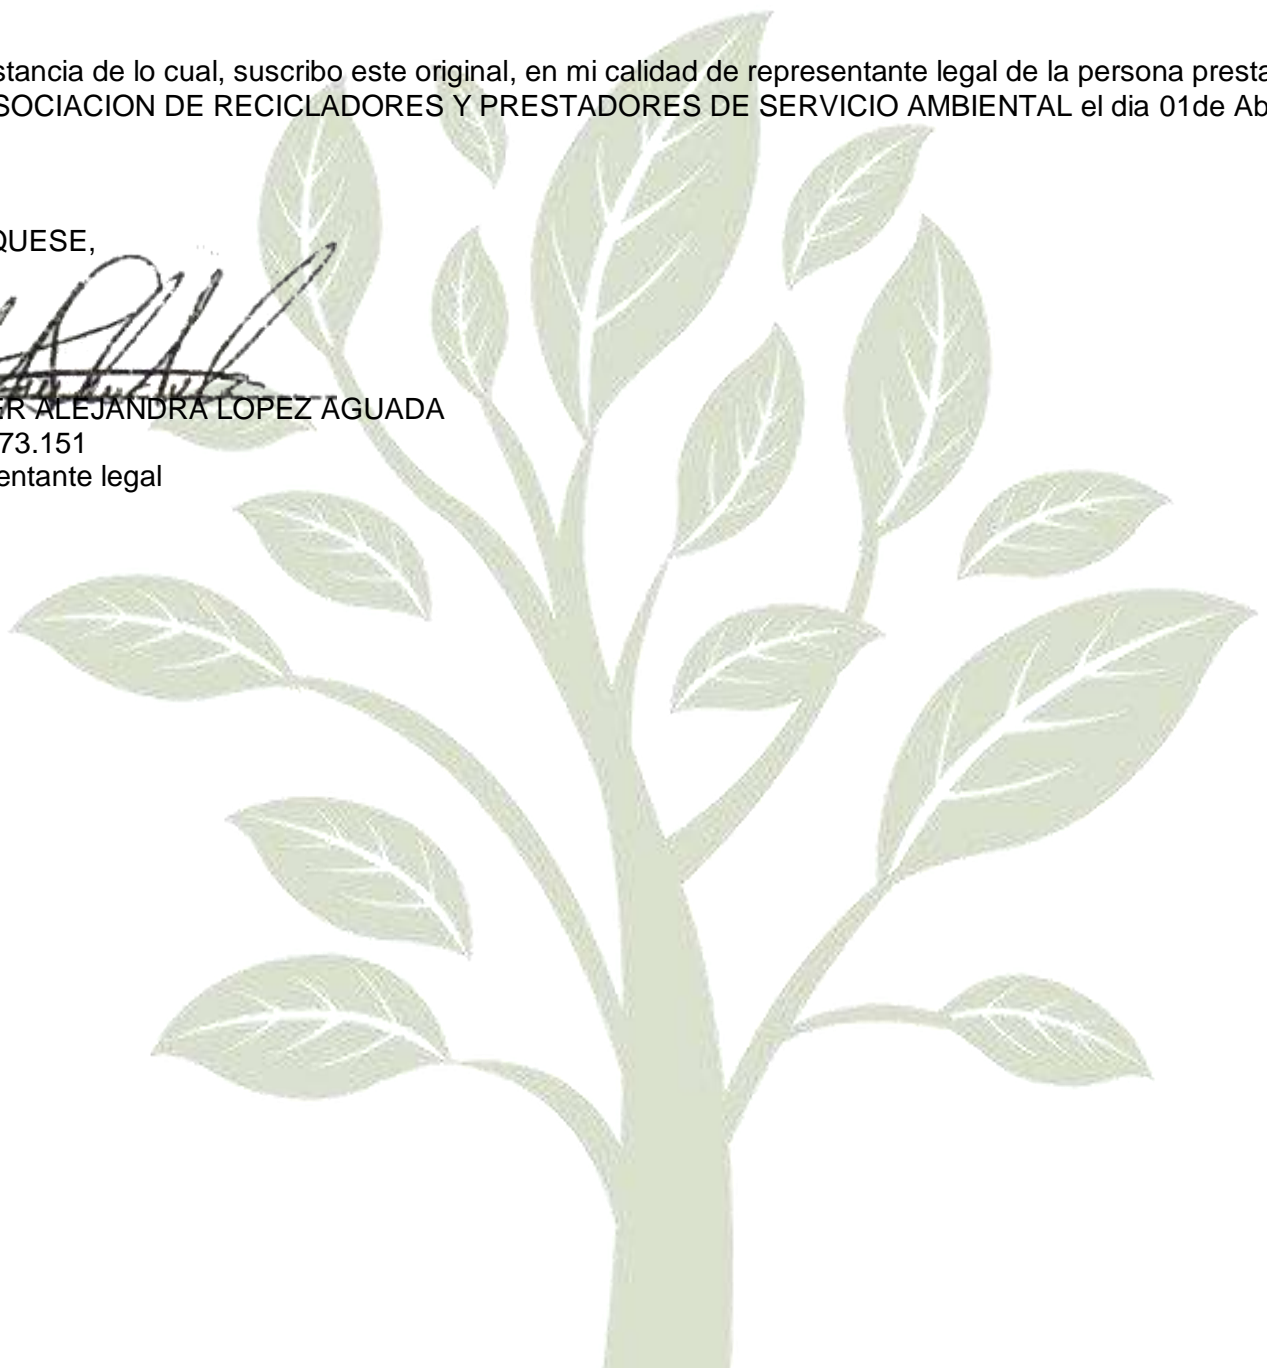 stancia de lo cual, suscribo este original, en mi calidad de representante legal de la persona presta
SOCIACION DE RECICLADORES Y PRESTADORES DE SERVICIO AMBIENTAL el dia 01de Ab
QUESE,
ER ALEJANDRA LOPEZ AGUADA
73.151
entante legal